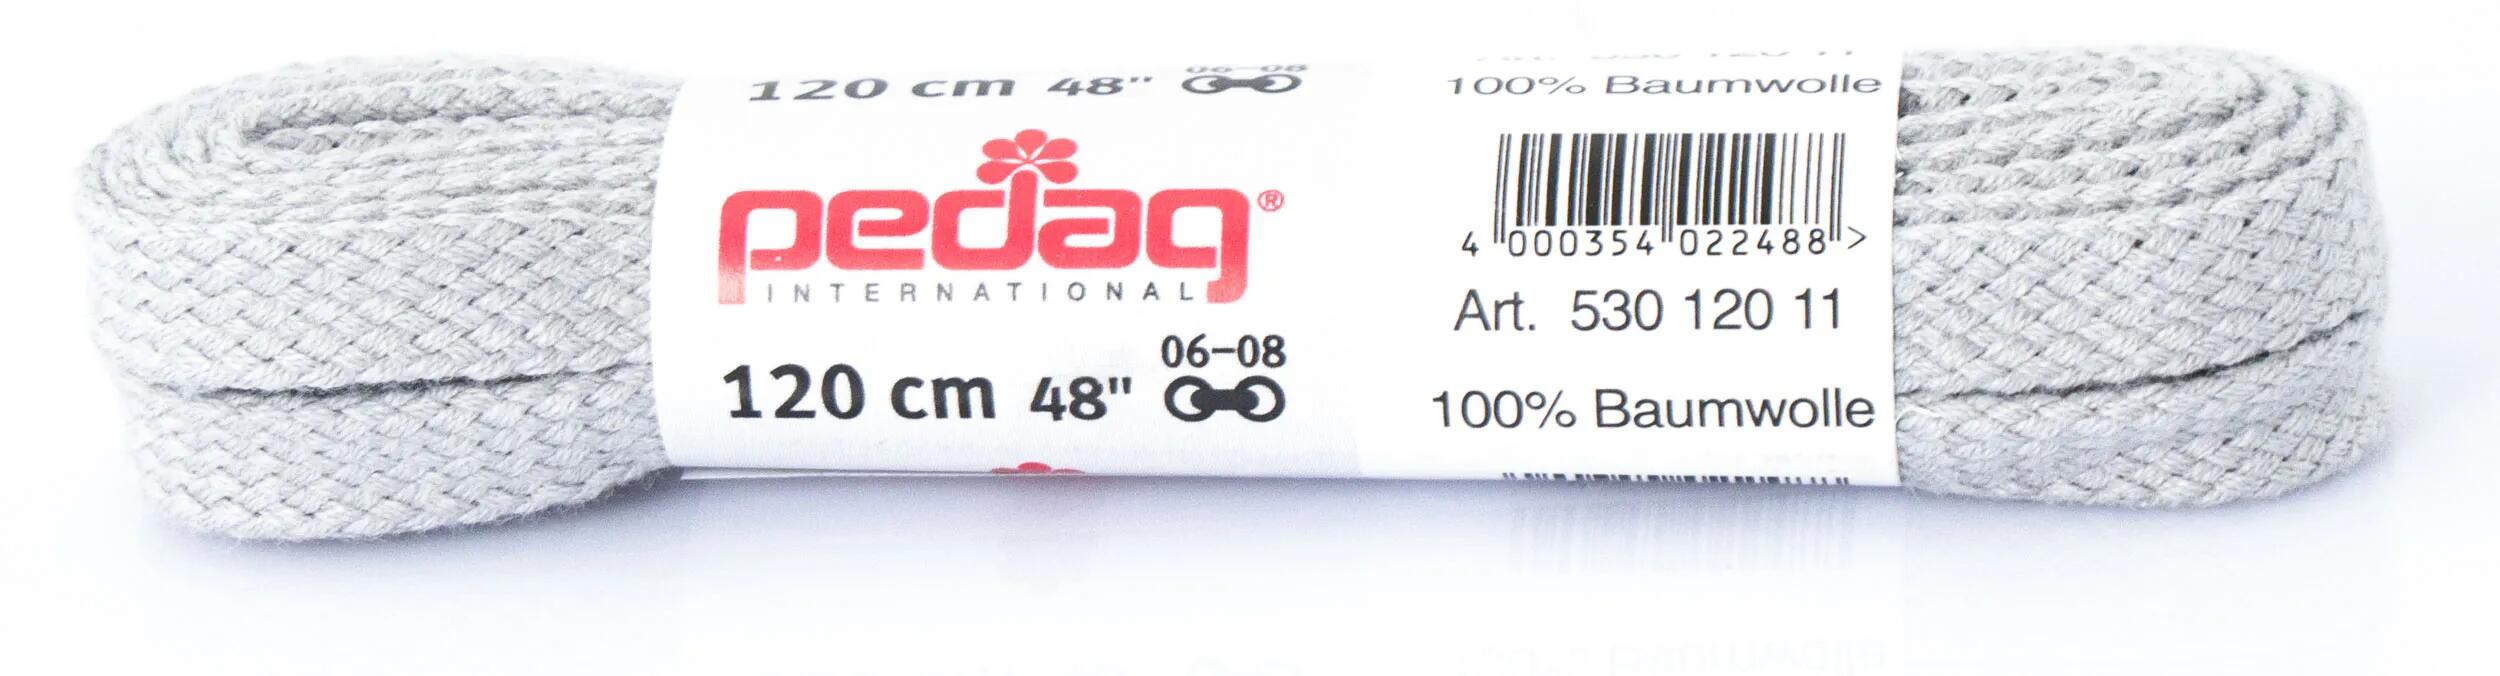 120 cm 48" 06-08
100% Baumwolle
pedag®
INTERNATIONAL
4 000354 022488 >
Art. 530 120 11
06–08
120 cm 48"
100% Baumwolle